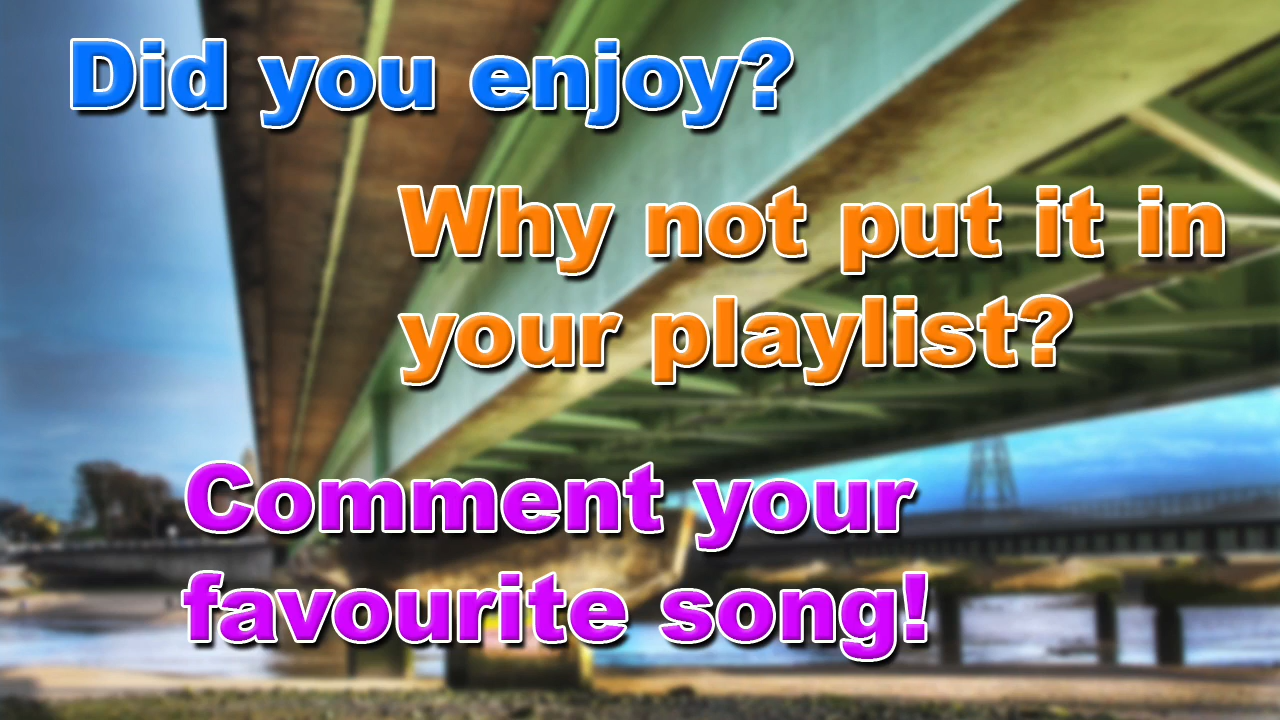 Did you enjoy?
Why not put it in
your playlist?
Comment your
favourite song!